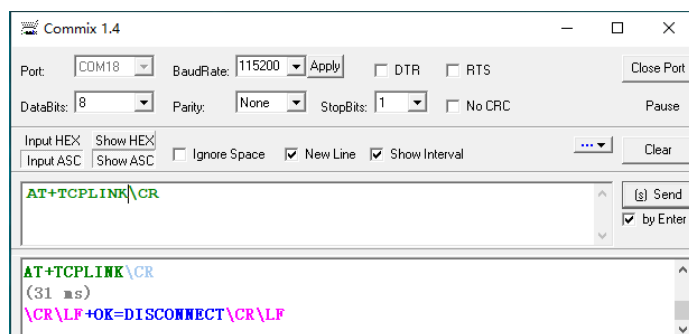 Commix 1.4
Port: COM18 BaudRate: 115200 Apply DTR RTS Close Port
DataBits: 8 Parity: None StopBits: 1 No CRC Pause
Input HEX Show HEX
Input ASC Show ASC Ignore Space New Line Show Interval ... Clear
AT+TCPLINK\CR (s) Send
by Enter
AT+TCPLINK\CR
(31 ms)
\CR\LF+OK=DISCONNECT\CR\LF